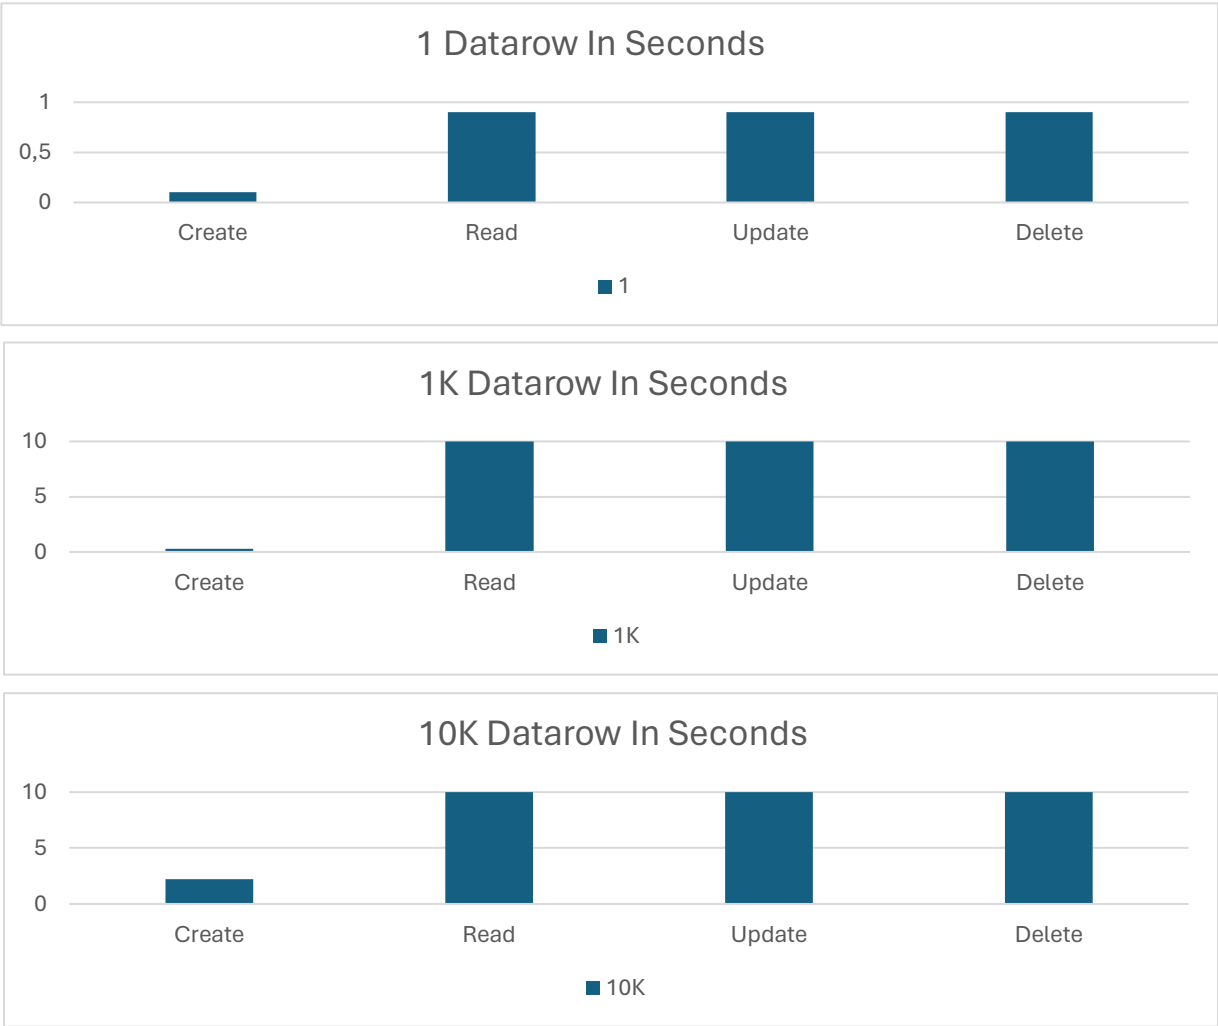 1 Datarow In Seconds
1
0,5
0
Create Read Update Delete
1
1K Datarow In Seconds
10
5
0
Create Read Update Delete
1K
10K Datarow In Seconds
10
5
0
Create Read Update Delete
10K